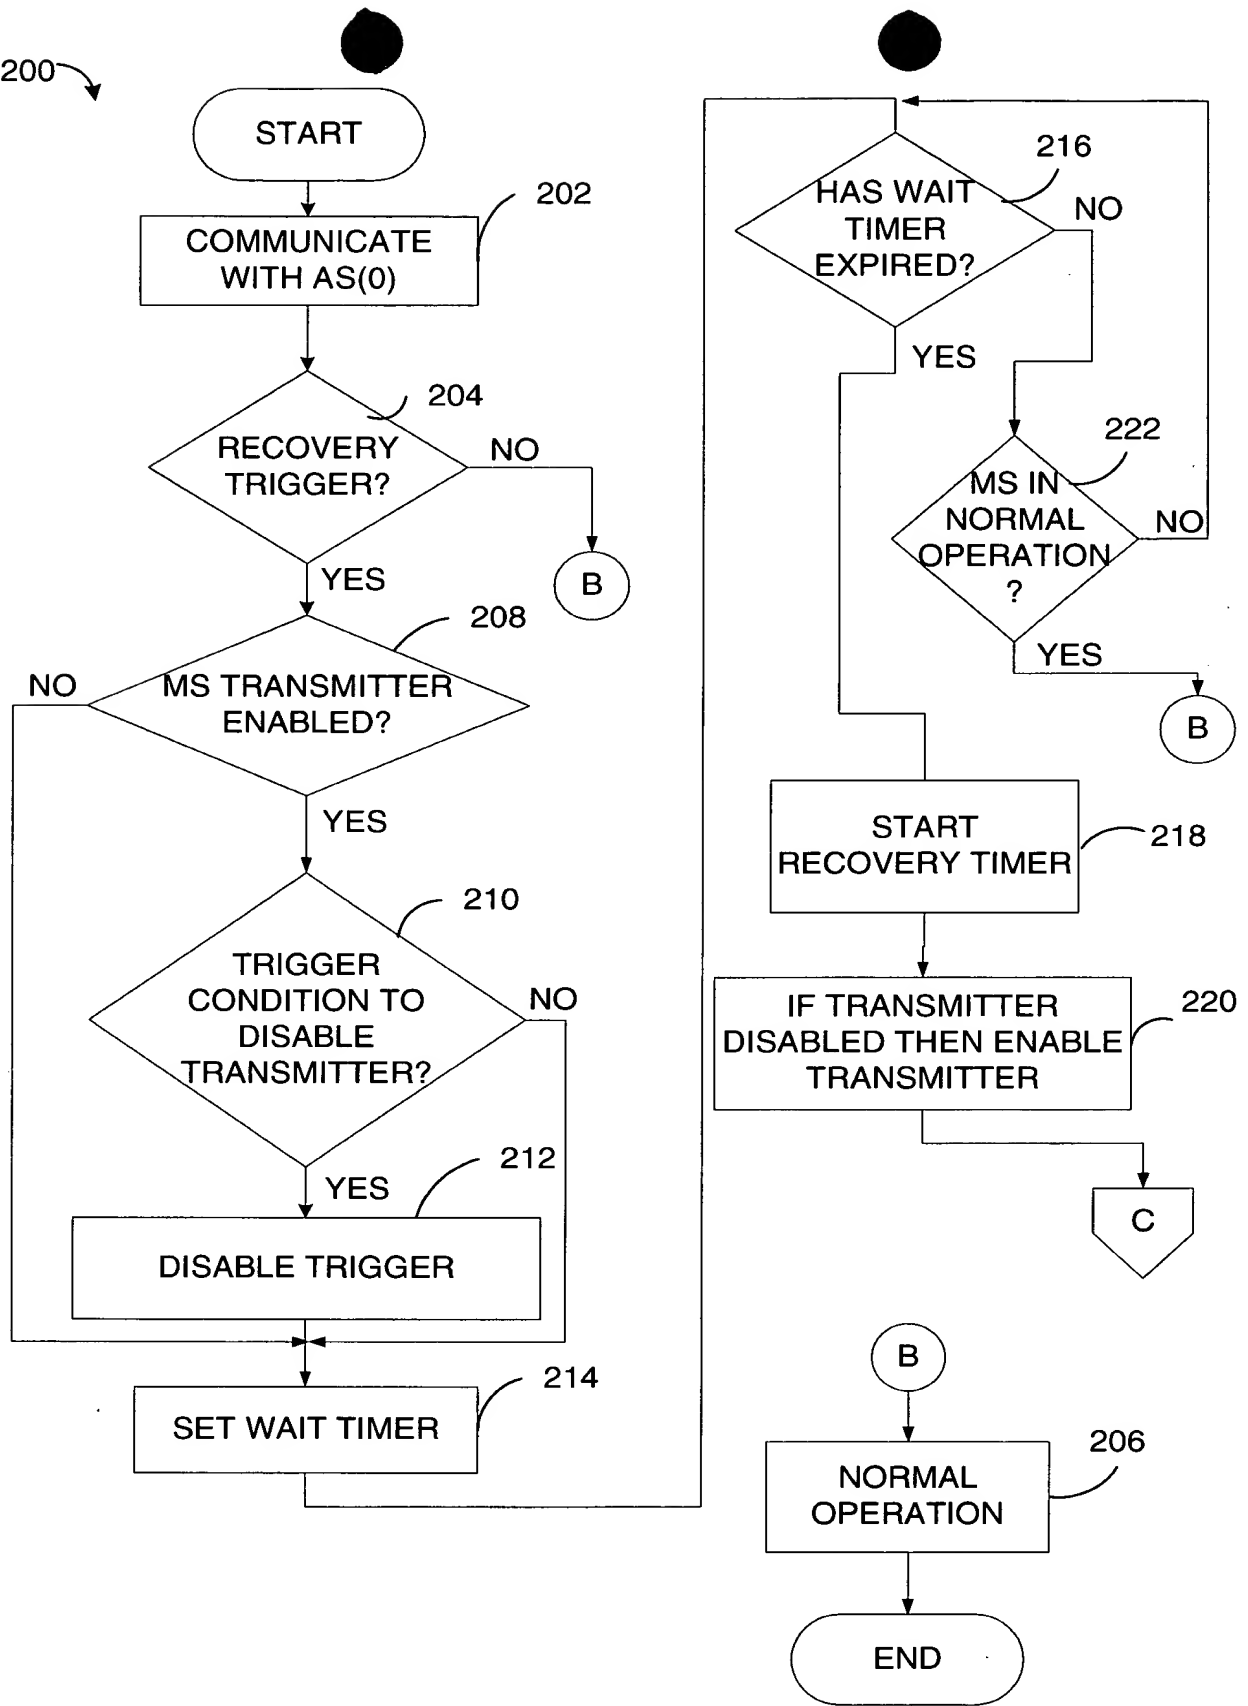 200
START
202
COMMUNICATE
WITH AS(0)
204
RECOVERY
TRIGGER?
NO
B
YES
208
NO
MS TRANSMITTER
ENABLED?
YES
210
TRIGGER
CONDITION TO
DISABLE
TRANSMITTER?
NO
YES
212
DISABLE TRIGGER
214
SET WAIT TIMER
216
HAS WAIT
TIMER
EXPIRED?
NO
YES
222
MS IN
NORMAL
OPERATION
?
NO
YES
B
START
RECOVERY TIMER
218
IF TRANSMITTER
DISABLED THEN ENABLE
TRANSMITTER
220
C
B
206
NORMAL
OPERATION
END